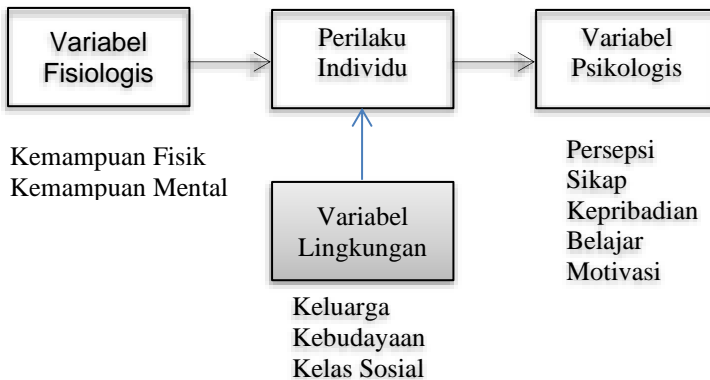 Variabel
Fisiologis
Perilaku
Individu
Variabel
Psikologis
Kemampuan Fisik
Kemampuan Mental
Variabel
Lingkungan
Persepsi
Sikap
Kepribadian
Belajar
Motivasi
Keluarga
Kebudayaan
Kelas Sosial